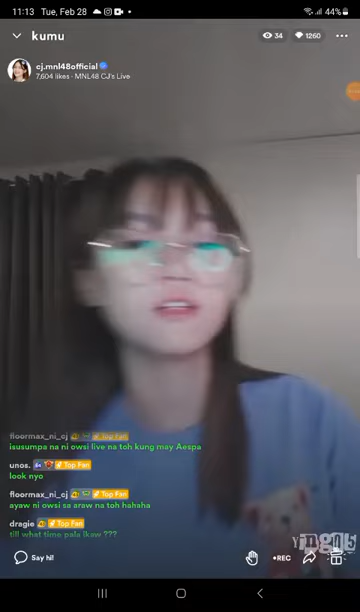 11:13 Tue, Feb 28
44%
kumu
34
1260
cj.mnl48official
7,604 likes · MNL48 CJ's Live
floormax_ni_cj Top Fan
isusumpa na ni owsi live na toh kung may Aespa
unos. Top Fan
look nyo
floormax_ni_cj Top Fan
ayaw ni owsi sa araw na toh hahaha
dragie Top Fan
till what time pala ikaw ???
Say hi!
REC